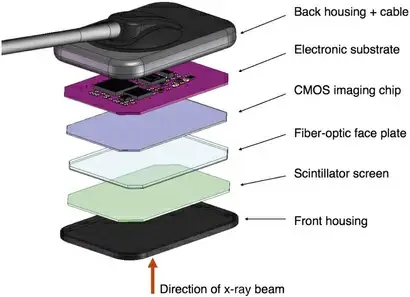 Back housing + cable
Electronic substrate
CMOS imaging chip
Fiber-optic face plate
Scintillator screen
Front housing
Direction of x-ray beam